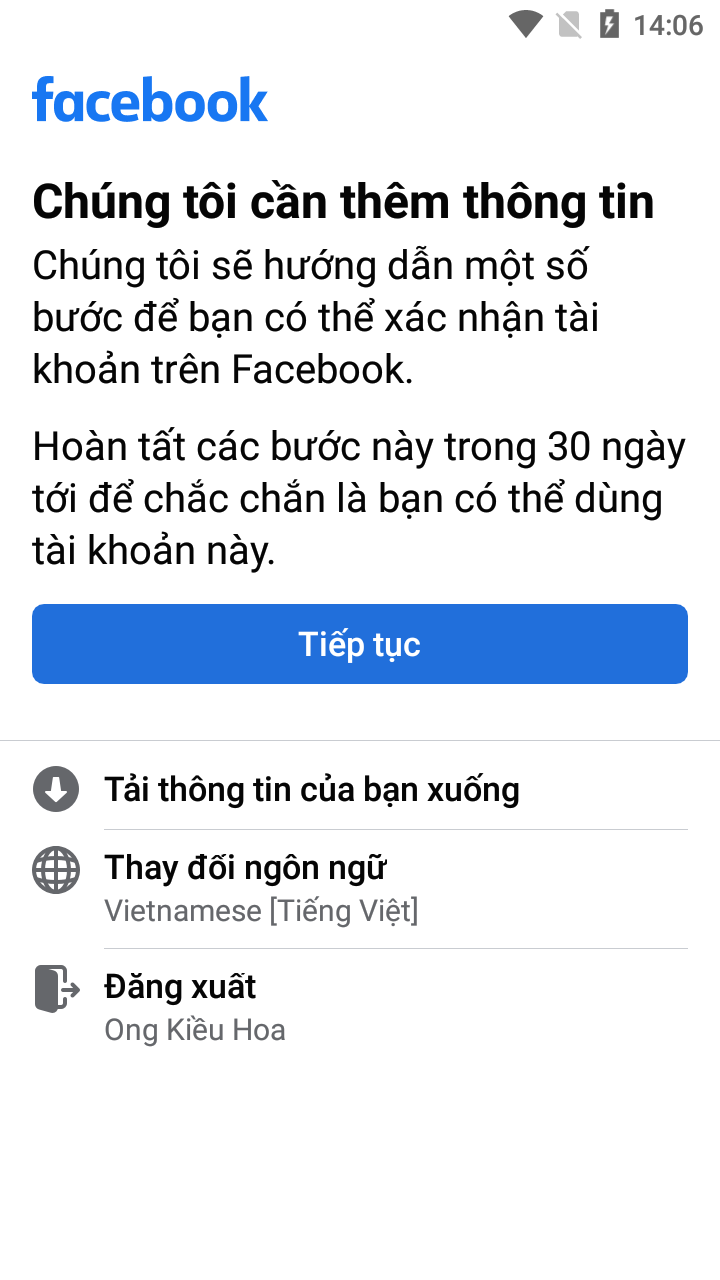 14:06
facebook
Chúng tôi cần thêm thông tin
Chúng tôi sẽ hướng dẫn một số
bước để bạn có thể xác nhận tài
khoản trên Facebook.
Hoàn tất các bước này trong 30 ngày
tới để chắc chắn là bạn có thể dùng
tài khoản này.
Tiếp tục
Tải thông tin của bạn xuống
Thay đổi ngôn ngữ
Vietnamese [Tiếng Việt]
Đăng xuất
Ong Kiều Hoa